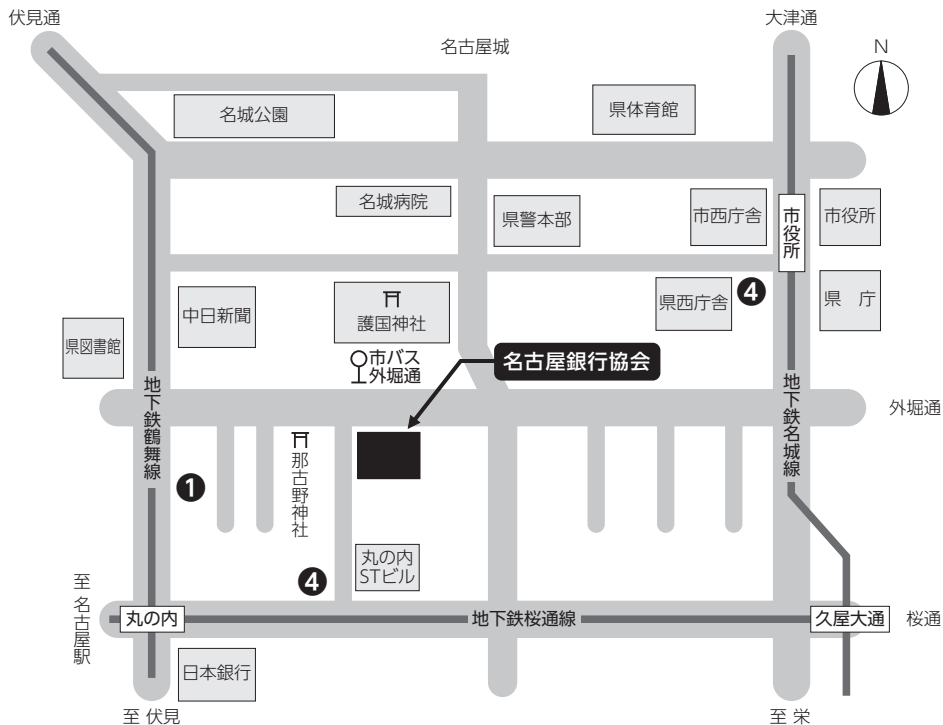 伏見通
大津通
名古屋城
N
名城公園
県体育館
名城病院
県警本部
市西庁舎
市役所
市役所
中日新聞
護国神社
県西庁舎
4
県 庁
県図書館
市バス
外堀通
名古屋銀行協会
地下鉄鶴舞線
地下鉄名城線
外堀通
那古野神社
1
丸の内
STビル
4
至 名古屋駅
丸の内
地下鉄桜通線
久屋大通
桜通
日本銀行
至 伏見
至 栄